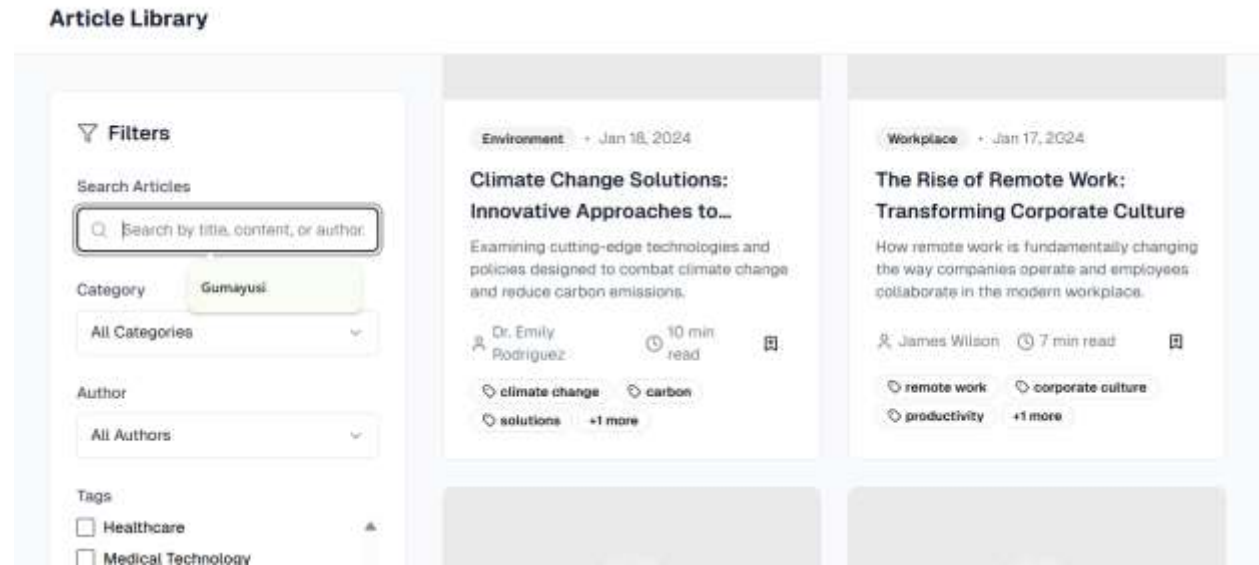 Article Library
Filters
Search Articles
Search by title, content, or author.
Gumayusi
Category
All Categories
Author
All Authors
Tags
Healthcare
Medical Technology
Environment • Jan 18, 2024
Climate Change Solutions:
Innovative Approaches to...
Examining cutting-edge technologies and
policies designed to combat climate change
and reduce carbon emissions.
Dr. Emily
Rodriguez
10 min
read
climate change carbon
solutions +1 more
Workplace • Jan 17, 2024
The Rise of Remote Work:
Transforming Corporate Culture
How remote work is fundamentally changing
the way companies operate and employees
collaborate in the modern workplace.
James Wilson 7 min read
remote work corporate culture
productivity +1 more